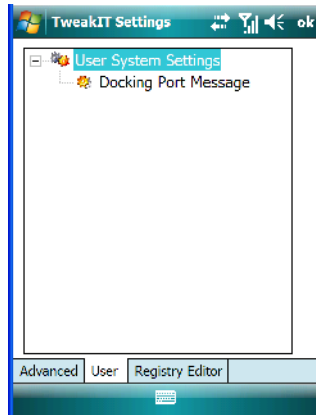 TweakIT Settings ok
User System Settings
Docking Port Message
Advanced User Registry Editor